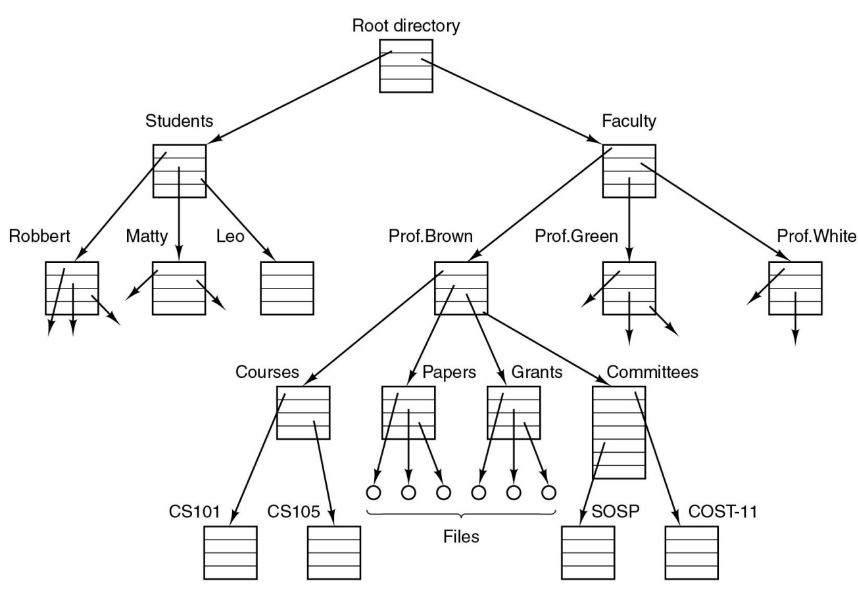 Root directory
Students
Faculty
Robbert
Matty
Leo
Prof.Brown
Prof.Green
Prof.White
Courses
Papers
Grants
Committees
CS101
CS105
SOSP
COST-11
Files